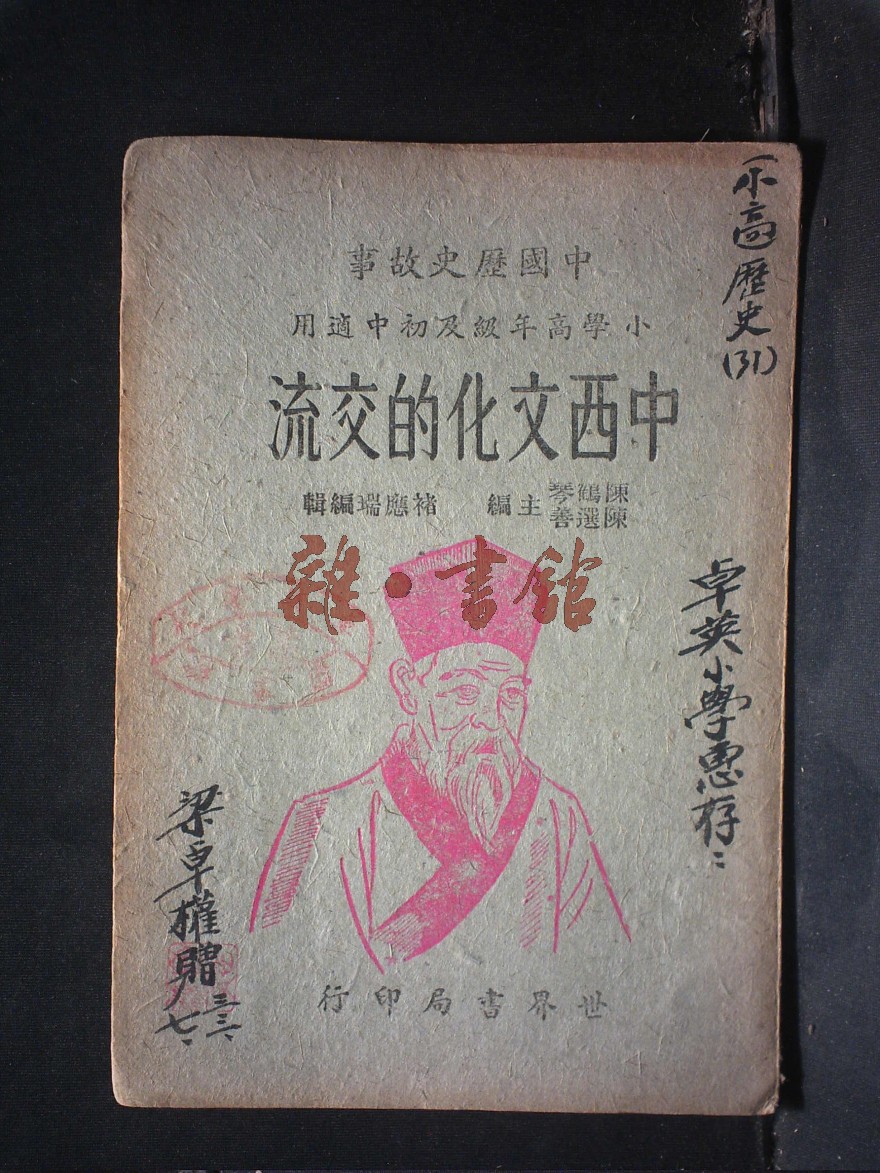 中國歷史故事
小學高年級及初中適用
中西文化的交流
陳鶴琴
陳選善
主編
褚應瑞編輯
雜·書館
世界書局印行
小高歷史(31)
卓英小學惠存：
梁卓權贈
三三、七、